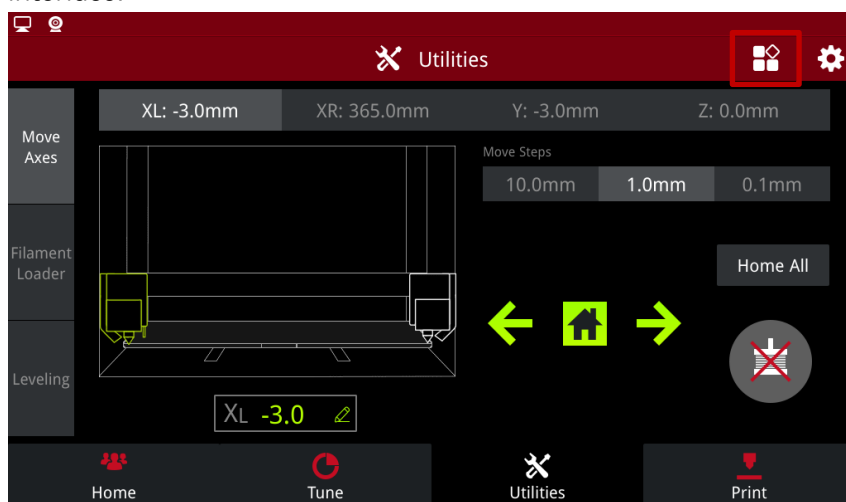 Utilities
XL: -3.0mm
XR: 365.0mm
Y: -3.0mm
Z: 0.0mm
Move
Axes
Move Steps
10.0mm
1.0mm
0.1mm
Filament
Loader
Home All
Leveling
XL -3.0
Home
Tune
Utilities
Print